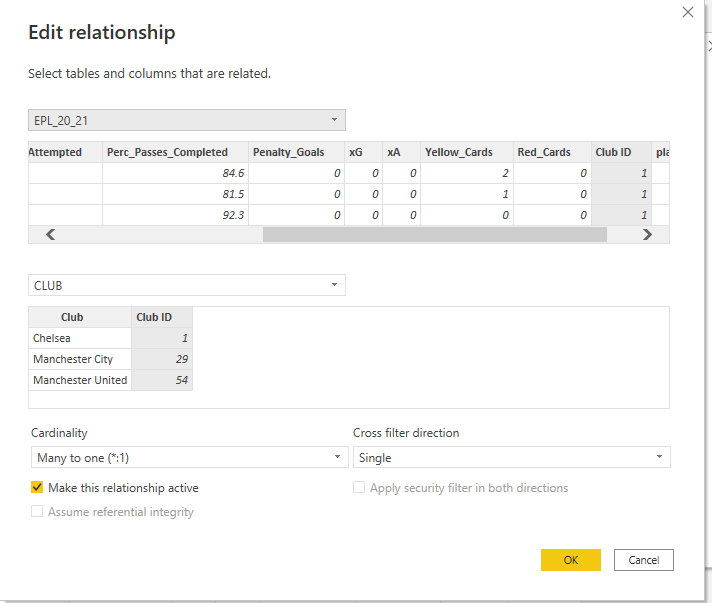 Edit relationship
Select tables and columns that are related.
EPL_20_21
Attempted Perc_Passes_Completed Penalty_Goals xG xA Yellow_Cards Red_Cards Club ID pla
84.6 0 0 0 2 0 1
81.5 0 0 0 1 0 1
92.3 0 0 0 0 0 1
CLUB
Club Club ID
Chelsea 1
Manchester City 29
Manchester United 54
Cardinality Cross filter direction
Many to one (*:1) Single
Make this relationship active Apply security filter in both directions
Assume referential integrity
OK Cancel